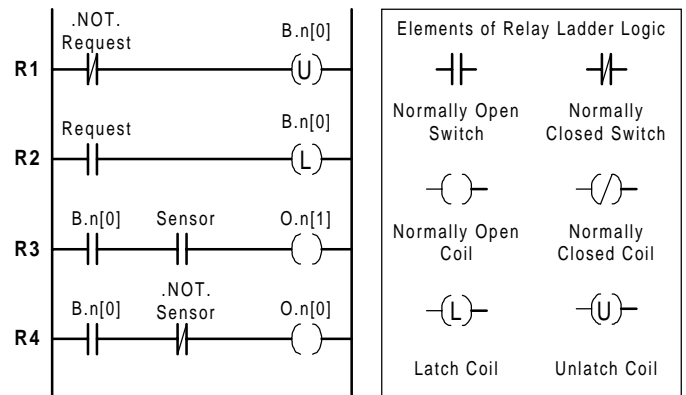 .NOT.
Request
B.n[0]
R1
U
Request
B.n[0]
R2
L
B.n[0] Sensor O.n[1]
R3
.NOT.
B.n[0] Sensor O.n[0]
R4
Elements of Relay Ladder Logic
Normally Open
Switch
Normally
Closed Switch
Normally Open
Coil
Normally
Closed Coil
L
U
Latch Coil
Unlatch Coil